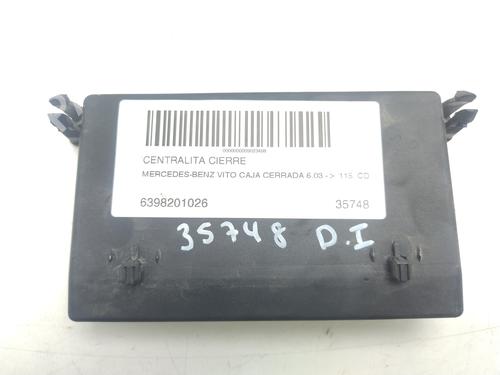 CENTRALITA CIERRE
MERCEDES-BENZ VITO CAJA CERRADA 6.03 -> 115 CD
6398201026 35748
35748 D.I